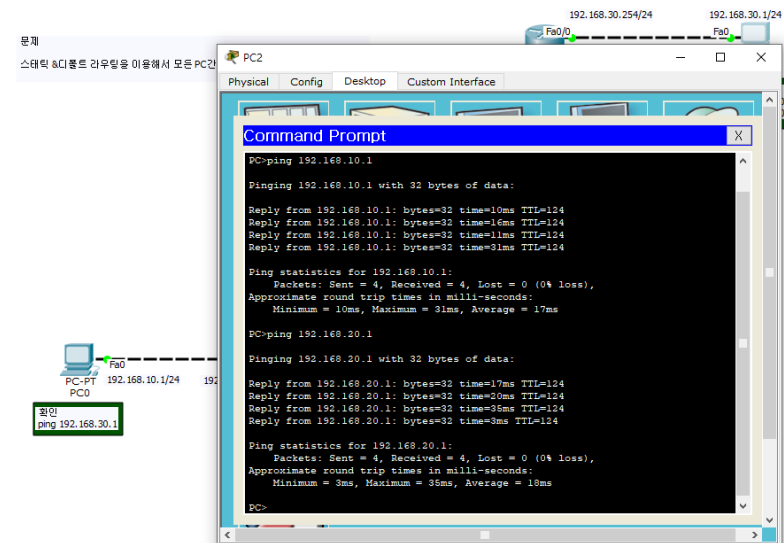 192.168.30.254/24
192.168.30.1/24
Fa0/0
Fa0
문제
스태틱 &디폴트 라우팅을 이용해서 모든 PC간
PC2
Physical Config Desktop Custom Interface
Command Prompt
X
PC>ping 192.168.10.1
Pinging 192.168.10.1 with 32 bytes of data:
Reply from 192.168.10.1: bytes=32 time=10ms TTL=124
Reply from 192.168.10.1: bytes=32 time=16ms TTL=124
Reply from 192.168.10.1: bytes=32 time=11ms TTL=124
Reply from 192.168.10.1: bytes=32 time=31ms TTL=124
Ping statistics for 192.168.10.1:
Packets: Sent = 4, Received = 4, Lost = 0 (0% loss),
Approximate round trip times in milli-seconds:
Minimum = 10ms, Maximum = 31ms, Average = 17ms
PC>ping 192.168.20.1
Pinging 192.168.20.1 with 32 bytes of data:
Reply from 192.168.20.1: bytes=32 time=17ms TTL=124
Reply from 192.168.20.1: bytes=32 time=20ms TTL=124
Reply from 192.168.20.1: bytes=32 time=35ms TTL=124
Reply from 192.168.20.1: bytes=32 time=3ms TTL=124
Ping statistics for 192.168.20.1:
Packets: Sent = 4, Received = 4, Lost = 0 (0% loss),
Approximate round trip times in milli-seconds:
Minimum = 3ms, Maximum = 35ms, Average = 18ms
PC>
Fa0
PC-PT
PC0
192.168.10.1/24
192
확인
ping 192.168.30.1